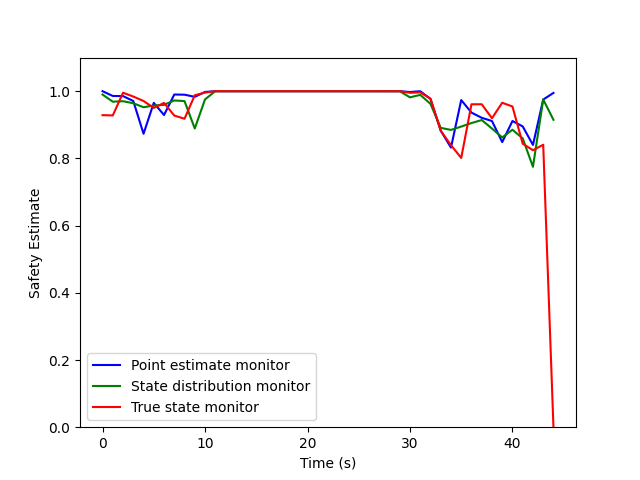 1.0
0.8
0.6
0.4
0.2
0.0
Safety Estimate
Point estimate monitor
State distribution monitor
True state monitor
0 10 20 30 40
Time (s)